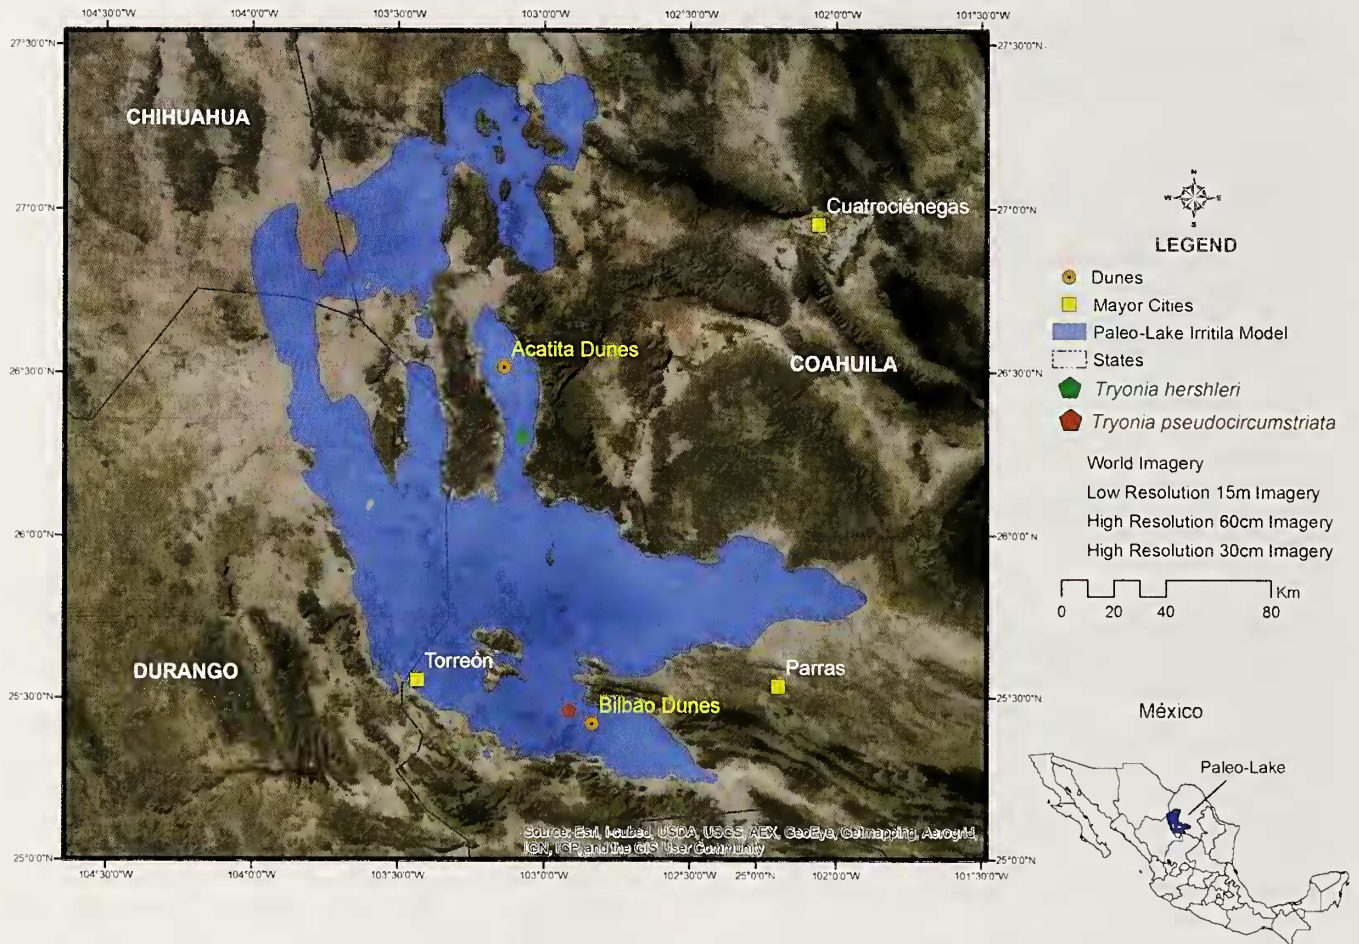 104°30'0"W 104°0'0"W 103°30'0"W 103°0'0"W 102°30'0"W 102°0'0"W 101°30'0"W
27°30'0"N
27°30'0"N
CHIHUAHUA
27°0'0"N
Cuatrociénegas
27°0'0"N
Acatita Dunes
COAHUILA
26°30'0"N
26°30'0"N
26°0'0"N
26°0'0"N
DURANGO
Torreón
Parras
25°30'0"N
Bilbao Dunes
25°30'0"N
Source: Esri, i-cubed, USDA, USGS, AEX, GeoEye, Getmapping, Aerogrid,
IGN, IGP, and the GIS User Community
25°0'0"N
25°0'0"N
104°30'0"W 104°0'0"W 103°30'0"W 103°0'0"W 102°30'0"W 25°0'0"N 102°0'0"W 101°30'0"W
N
W E
S
LEGEND
Dunes
Mayor Cities
Paleo-Lake Irritila Model
States
Tryonia hershleri
Tryonia pseudocircumstriata
World Imagery
Low Resolution 15m Imagery
High Resolution 60cm Imagery
High Resolution 30cm Imagery
Km
0 20 40 80
México
Paleo-Lake